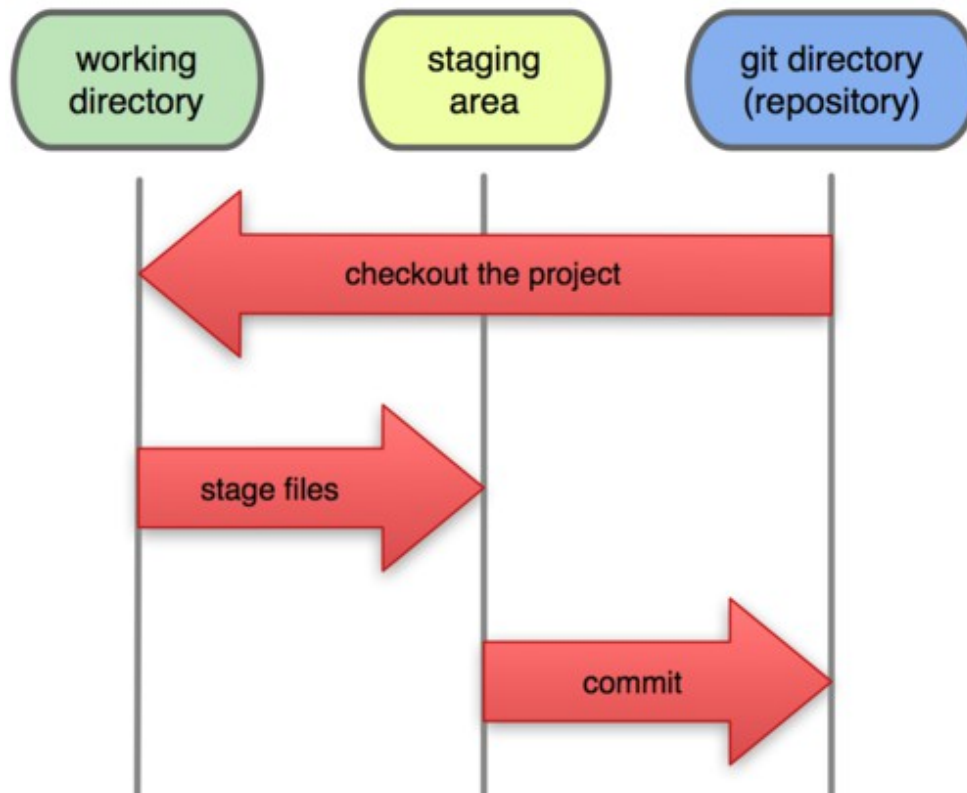 working
directory
staging
area
git directory
(repository)
checkout the project
stage files
commit